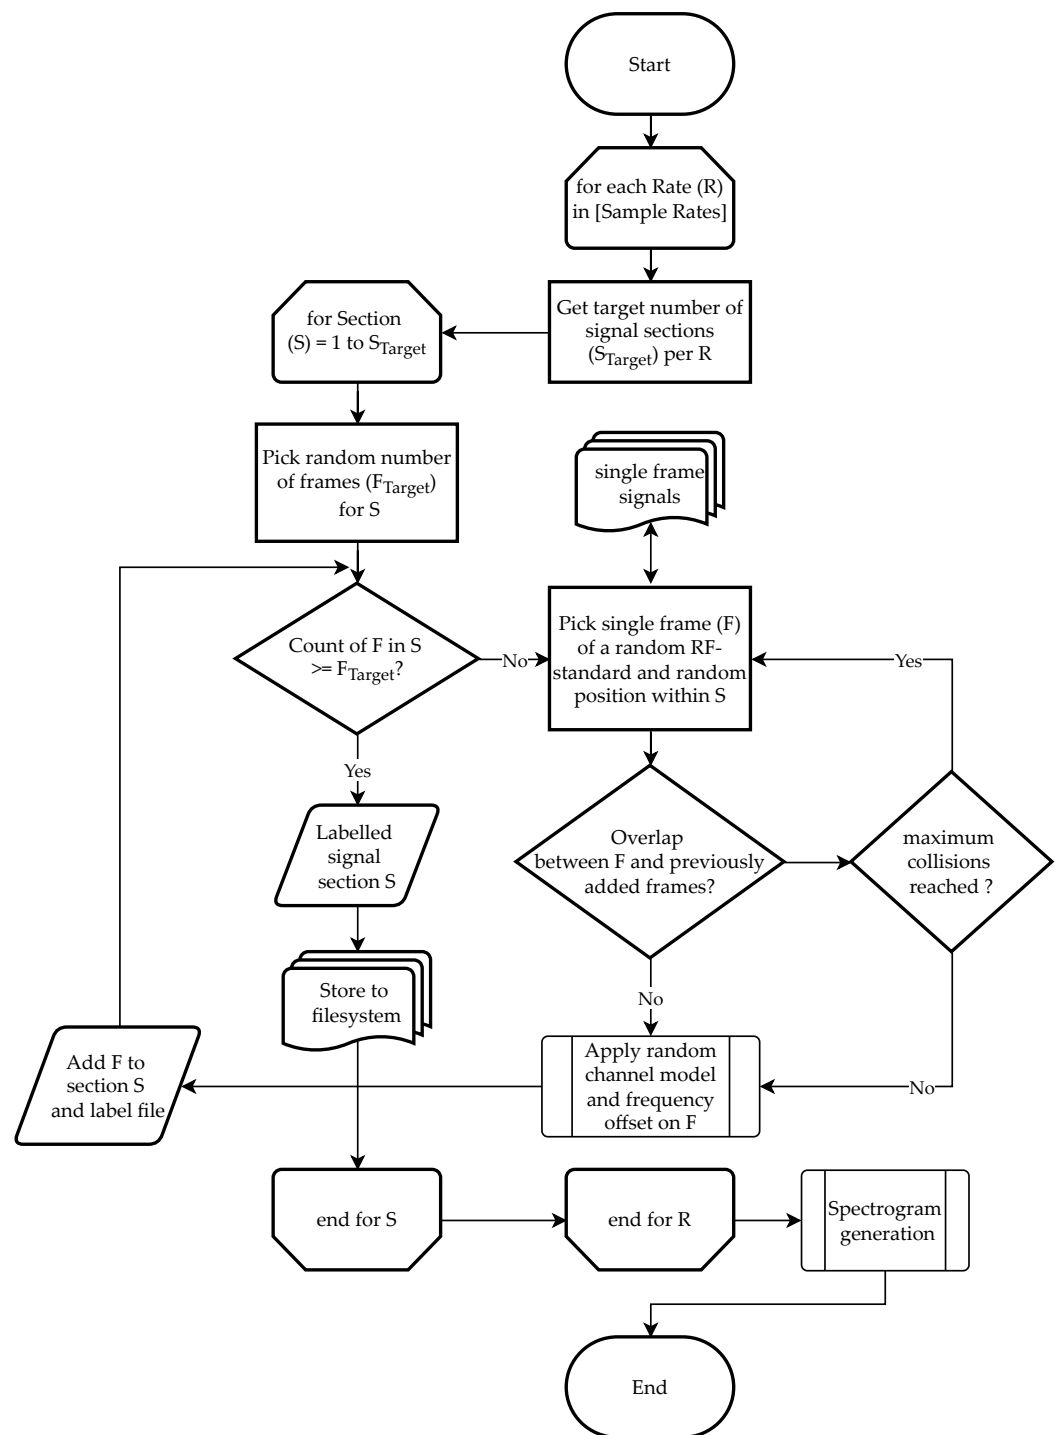 Start
for each Rate (R)
in [Sample Rates]
Get target number of
signal sections
(STarget) per R
for Section
(S) = 1 to STarget
Pick random number
of frames (FTarget)
for S
single frame
signals
Count of F in S
>= FTarget?
No
Pick single frame (F)
of a random RF-
standard and random
position within S
Yes
Yes
Labelled
signal
section S
Overlap
between F and previously
added frames?
maximum
collisions
reached ?
Store to
filesystem
No
Add F to
section S
and label file
Apply random
channel model
and frequency
offset on F
No
end for S
end for R
Spectrogram
generation
End